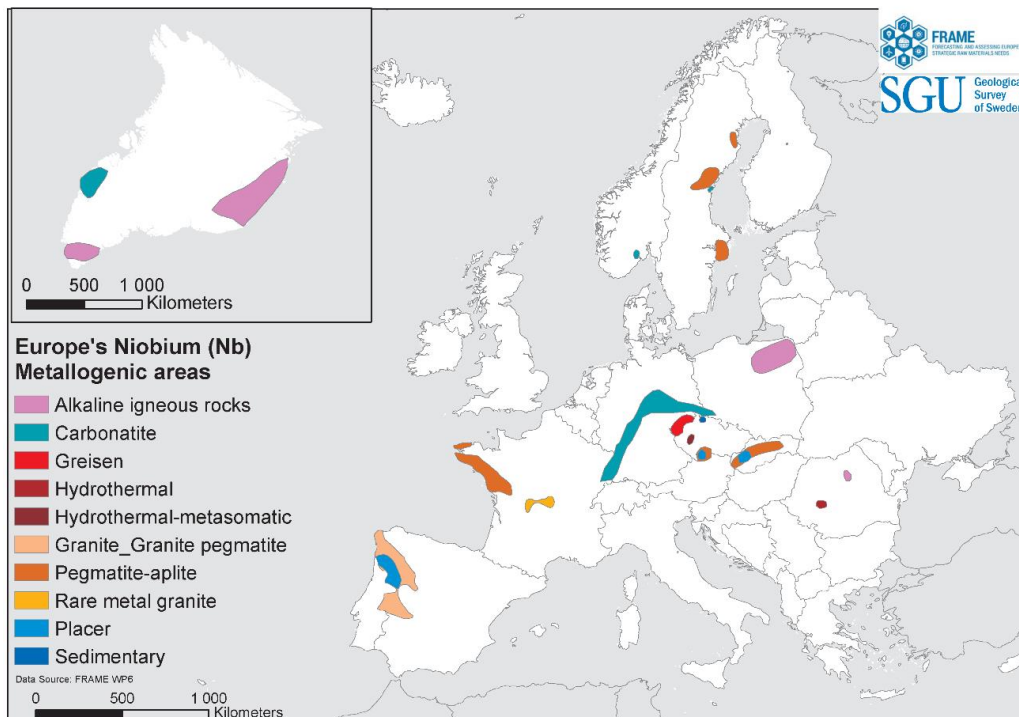 FRAME
FORECASTING AND ASSESSING EUROPE'S
STRATEGIC RAW MATERIALS NEEDS
SGU
Geological
Survey
of Sweden
0 500 1 000
Kilometers
Europe's Niobium (Nb)
Metallogenic areas
Alkaline igneous rocks
Carbonatite
Greisen
Hydrothermal
Hydrothermal-metasomatic
Granite_Granite pegmatite
Pegmatite-aplite
Rare metal granite
Placer
Sedimentary
Data Source: FRAME WP6
0 500 1 000
Kilometers